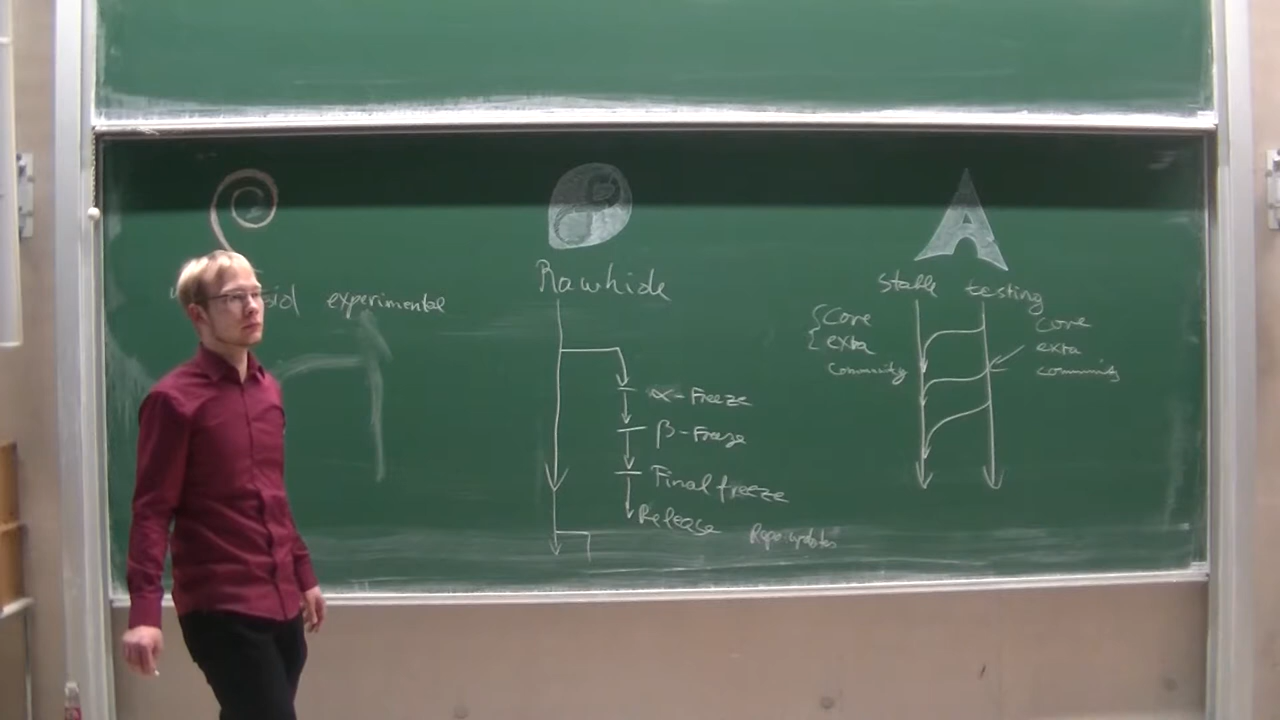 sid experimental
Rawhide
α-Freeze
β-Freeze
Final freeze
Release
Repo: updates
stable testing
core
extra
community
core
extra
community